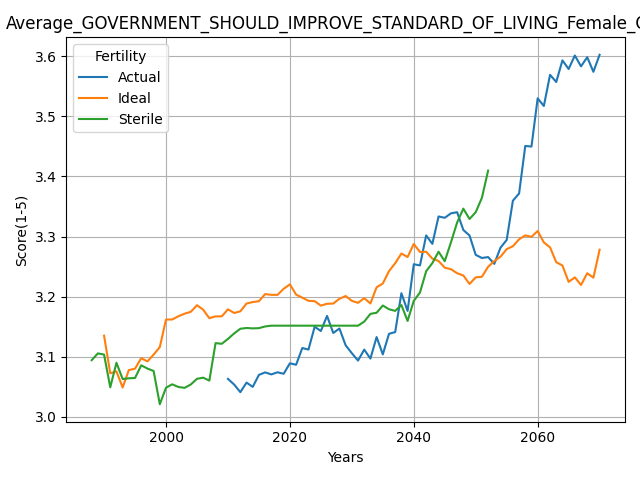 Average_GOVERNMENT_SHOULD_IMPROVE_STANDARD_OF_LIVING_Female_
Fertility
Actual
Ideal
Sterile
Score(1-5)
3.6
3.5
3.4
3.3
3.2
3.1
3.0
2000 2020 2040 2060
Years